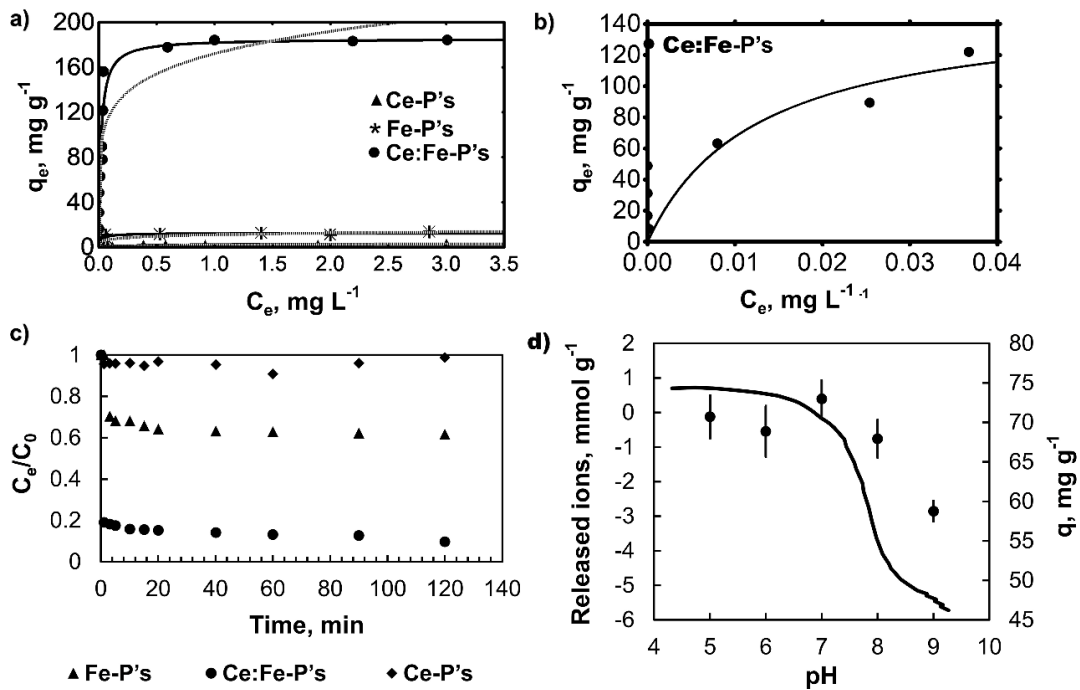 a)
200
160
120
80
40
0
qe, mg g-1
0.0 0.5 1.0 1.5 2.0 2.5 3.0 3.5
Ce, mg L-1
Ce-P's
Fe-P's
Ce:Fe-P's
b)
140
120
100
80
60
40
20
0
qe, mg g-1
0.00 0.01 0.02 0.03 0.04
Ce, mg L-1 -1
Ce:Fe-P's
c)
1
0.8
0.6
0.4
0.2
0
Ce/C0
0 20 40 60 80 100 120 140
Time, min
Fe-P's Ce:Fe-P's Ce-P's
d)
2
1
0
-1
-2
-3
-4
-5
-6
Released ions, mmol g-1
80
75
70
65
60
55
50
45
q, mg g-1
4 5 6 7 8 9 10
pH